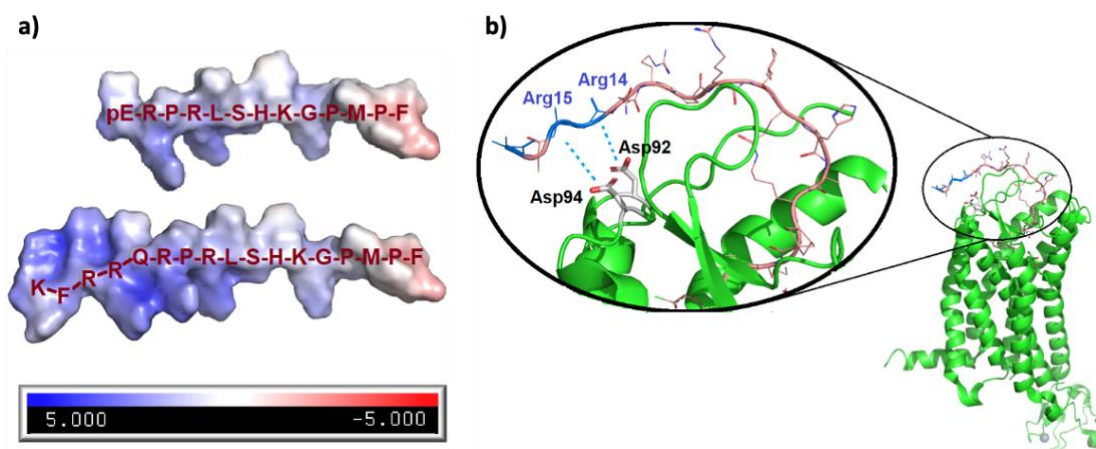 a)
pE-R-P-R-L-S-H-K-G-P-M-P-F
K-F-R-R-Q-R-P-R-L-S-H-K-G-P-M-P-F
5.000 -5.000
b)
Arg14
Arg15
Asp92
Asp94